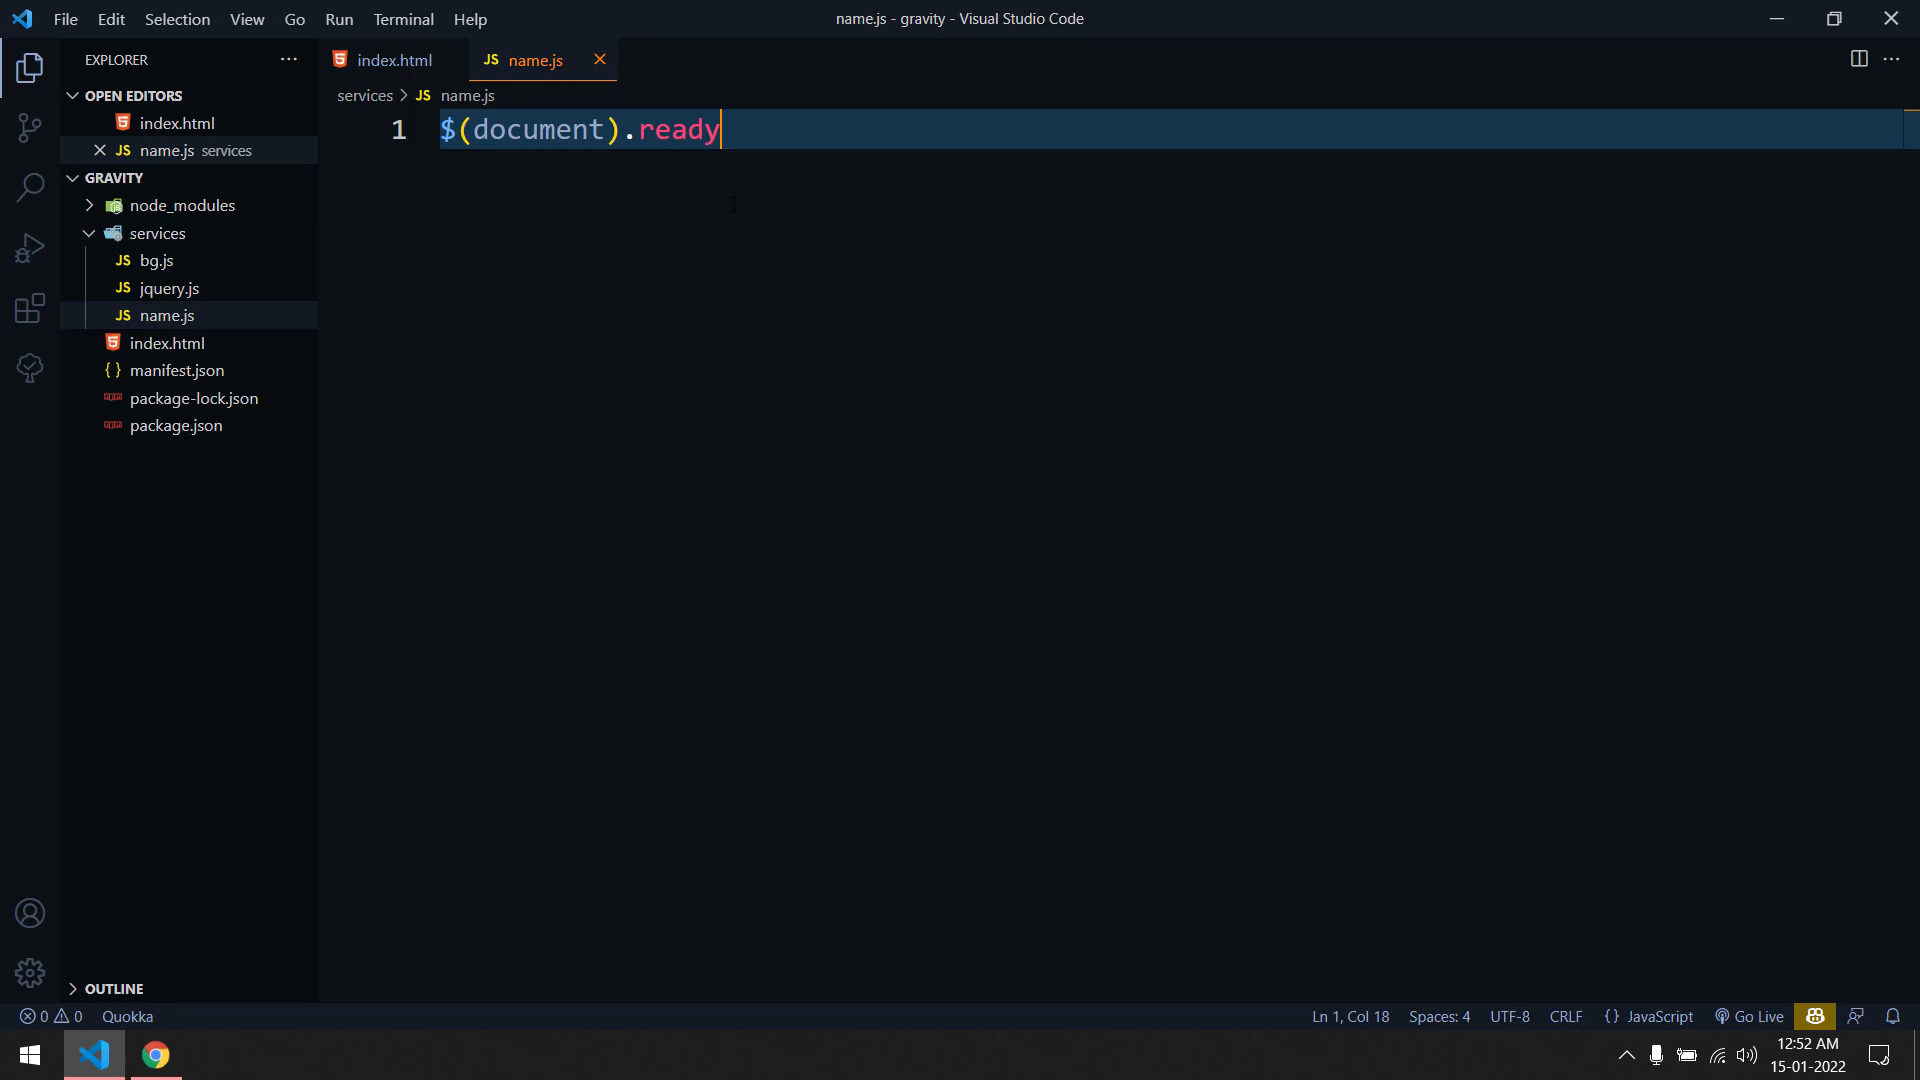 File Edit Selection View Go Run Terminal Help
name.js - gravity - Visual Studio Code
EXPLORER
OPEN EDITORS
index.html
JS name.js services
GRAVITY
node_modules
services
JS bg.js
JS jquery.js
JS name.js
index.html
{} manifest.json
package-lock.json
package.json
OUTLINE
index.html
JS name.js
services > JS name.js
1 $(document).ready
0 0 Quokka
Ln 1, Col 18 Spaces: 4 UTF-8 CRLF {} JavaScript Go Live
12:52 AM
15-01-2022